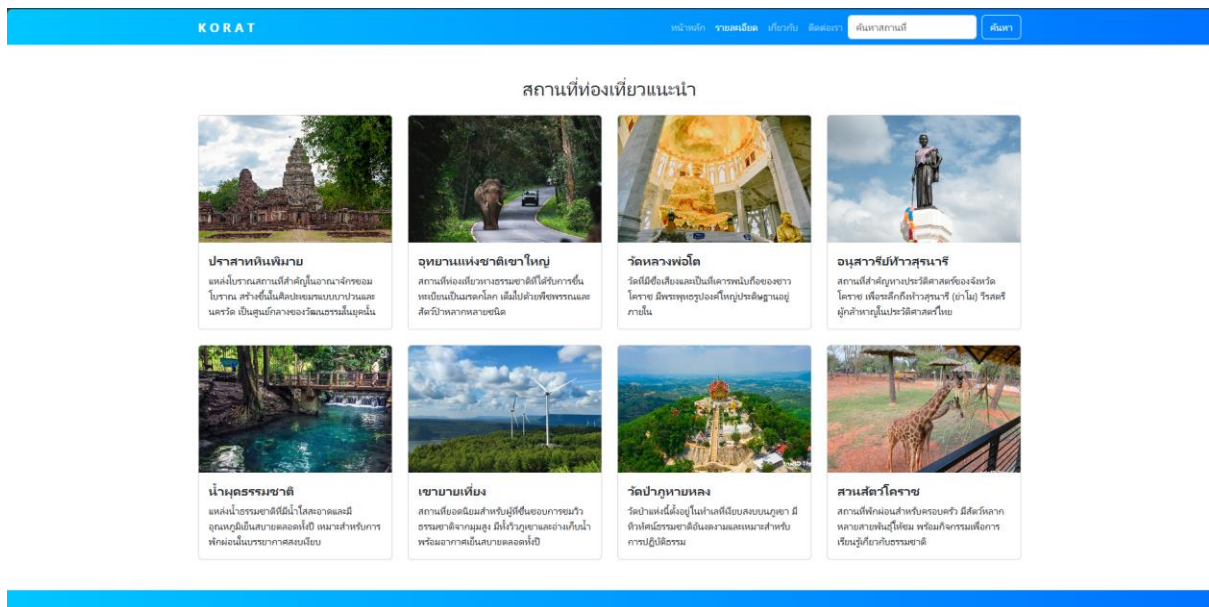 KORAT
หน้าหลัก รายละเอียด เกี่ยวกับ ติดต่อเรา ค้นหาสถานที่ ค้นหา
สถานที่ท่องเที่ยวแนะนำ
ปราสาทหินพิมาย
แหล่งโบราณสถานที่สำคัญในอาณาจักรขอม
โบราณ สร้างขึ้นในศิลปะเขมรแบบบาปวนและ
นครวัด เป็นศูนย์กลางของวัฒนธรรมในยุคนั้น
อุทยานแห่งชาติเขาใหญ่
สถานที่ท่องเที่ยวทางธรรมชาติที่ได้รับการขึ้น
ทะเบียนเป็นมรดกโลก เต็มไปด้วยพืชพรรณและ
สัตว์ป่าหลากหลายชนิด
วัดหลวงพ่อโต
วัดที่มีชื่อเสียงและเป็นที่เคารพนับถือของชาว
โคราช มีพระพุทธรูปองค์ใหญ่ประดิษฐานอยู่
ภายใน
อนุสาวรีย์ท้าวสุรนารี
สถานที่สำคัญทางประวัติศาสตร์ของจังหวัด
โคราช เพื่อระลึกถึงท้าวสุรนารี (ย่าโม) วีรสตรี
ผู้กล้าหาญในประวัติศาสตร์ไทย
น้ำผุดธรรมชาติ
แหล่งน้ำธรรมชาติที่มีน้ำใสสะอาดและมี
อุณหภูมิเย็นสบายตลอดทั้งปี เหมาะสำหรับการ
พักผ่อนในบรรยากาศสงบเงียบ
เขายายเที่ยง
สถานที่ยอดนิยมสำหรับผู้ที่ชื่นชอบการชมวิว
ธรรมชาติจากมุมสูง มีทั้งวิวภูเขาและอ่างเก็บน้ำ
พร้อมอากาศเย็นสบายตลอดทั้งปี
วัดป่าภูหายหลง
วัดป่าแห่งนี้ตั้งอยู่ในทำเลที่เงียบสงบบนภูเขา มี
ทิวทัศน์ธรรมชาติอันงดงามและเหมาะสำหรับ
การปฏิบัติธรรม
สวนสัตว์โคราช
สถานที่พักผ่อนสำหรับครอบครัว มีสัตว์หลาก
หลายสายพันธุ์ให้ชม พร้อมกิจกรรมเพื่อการ
เรียนรู้เกี่ยวกับธรรมชาติ